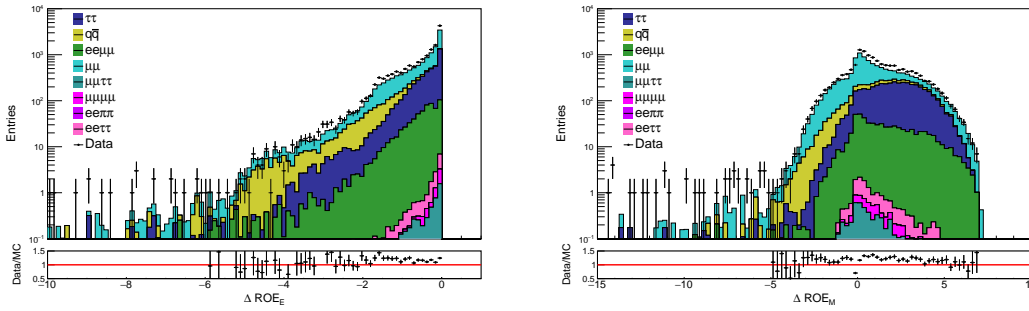 10⁴
10³
10²
10
1
10⁻¹
Entries
ττ
qq̅
eeμμ
μμ
μμττ
μμμμ
eeππ
eeττ
Data
1.5
1
0.5
Data/MC
−10 −8 −6 −4 −2 0
Δ ROE_E
10⁴
10³
10²
10
1
10⁻¹
Entries
ττ
qq̅
eeμμ
μμ
μμττ
μμμμ
eeππ
eeττ
Data
1.5
1
0.5
Data/MC
−15 −10 −5 0 5 10
Δ ROE_M